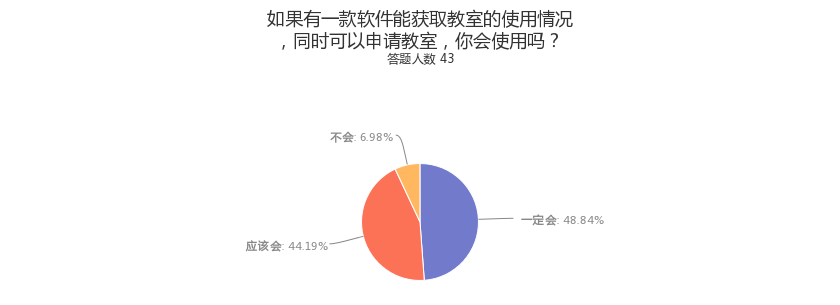 如果有一款软件能获取教室的使用情况
，同时可以申请教室，你会使用吗？
答题人数 43
不会: 6.98%
一定会: 48.84%
应该会: 44.19%